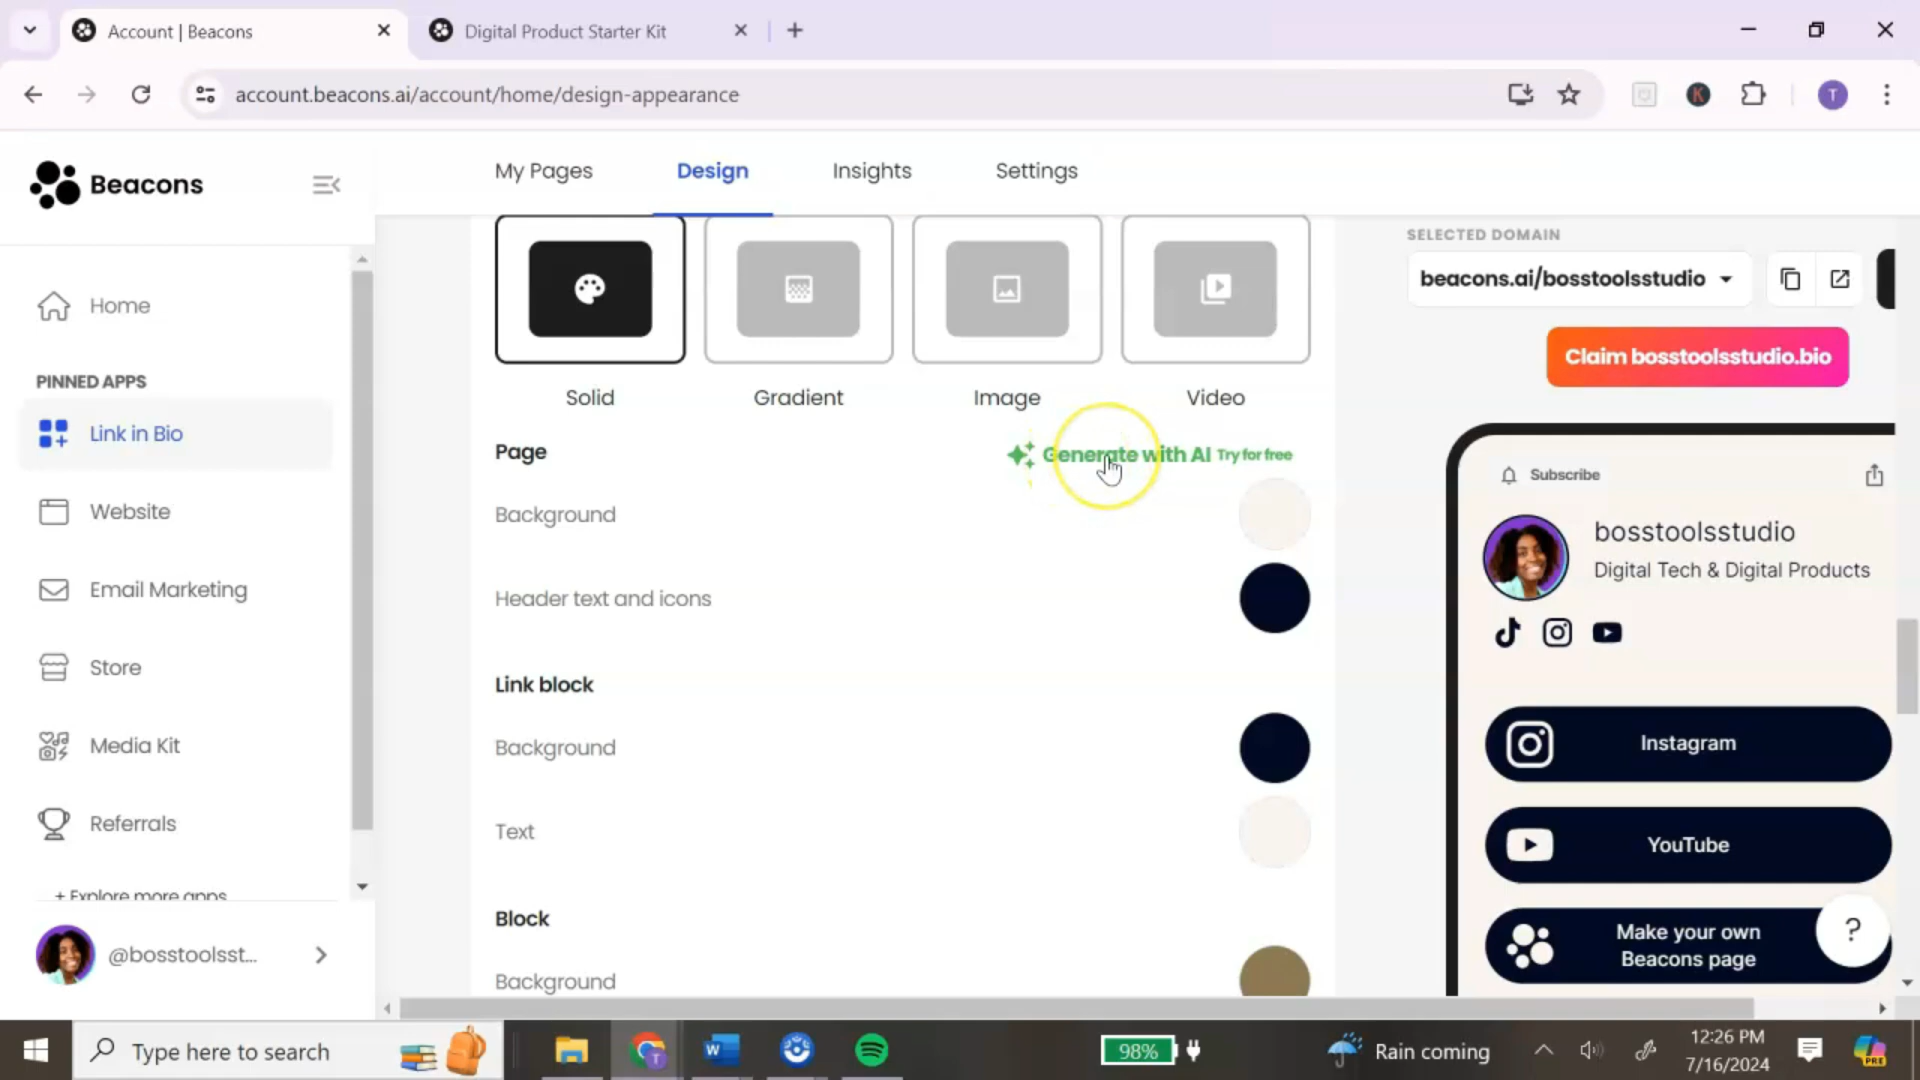 Account | Beacons
Digital Product Starter Kit
account.beacons.ai/account/home/design-appearance
K
T
Beacons
My Pages
Design
Insights
Settings
Home
PINNED APPS
Link in Bio
Website
Email Marketing
Store
Media Kit
Referrals
+ Explore more apps
@bosstoolsst...
Solid
Gradient
Image
Video
Page
Generate with AI Try for free
Background
Header text and icons
Link block
Background
Text
Block
Background
SELECTED DOMAIN
beacons.ai/bosstoolsstudio
Claim bosstoolsstudio.bio
Subscribe
bosstoolsstudio
Digital Tech & Digital Products
Instagram
YouTube
Make your own
Beacons page
?
Type here to search
T
W
98%
Rain coming
12:26 PM
7/16/2024
PRE